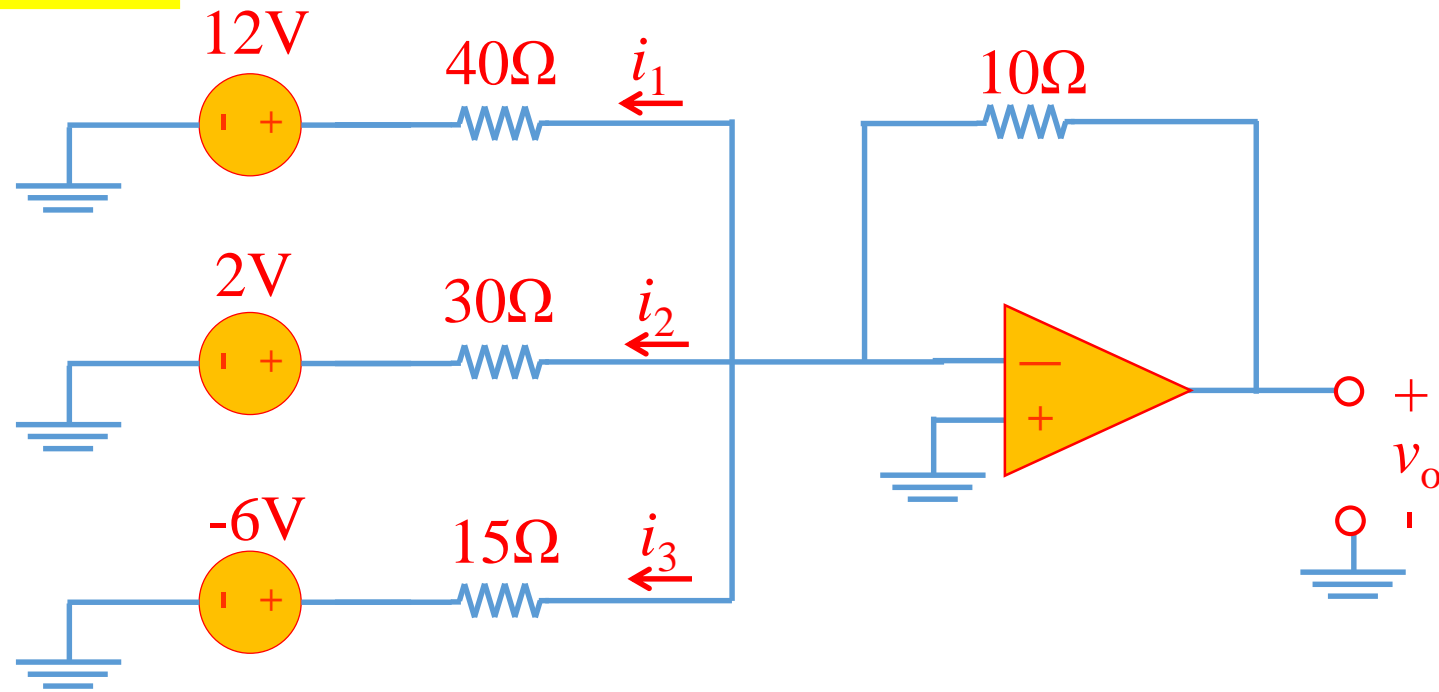 12V
40Ω
i1
10Ω
- +
2V
30Ω
i2
- +
—
+
+
vo
-
-6V
15Ω
i3
- +